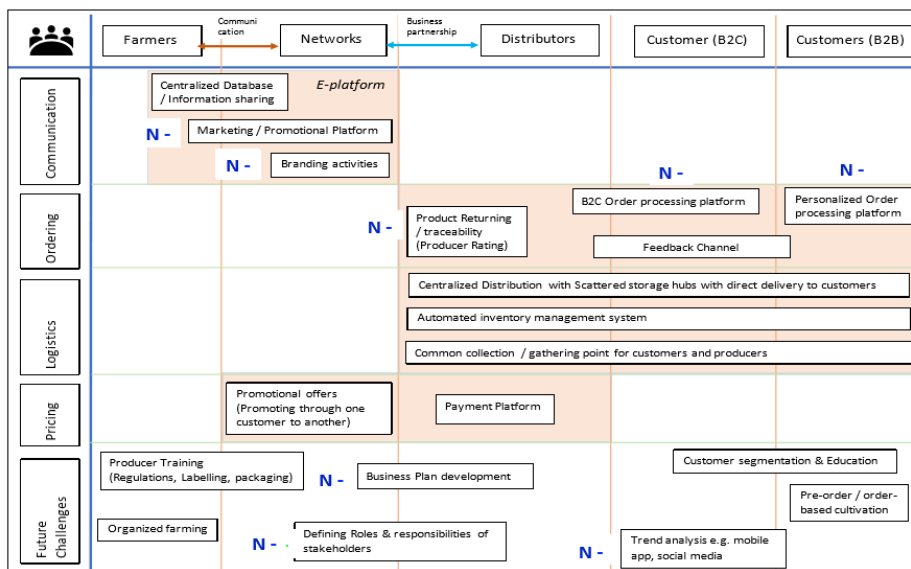 Farmers
Communi
cation
Networks
Business
partnership
Distributors
Customer (B2C)
Customers (B2B)
Communication
Centralized Database
/ Information sharing
E-platform
N -
Marketing / Promotional Platform
N -
Branding activities
N -
N -
Ordering
N -
Product Returning
/ traceability
(Producer Rating)
B2C Order processing platform
Personalized Order
processing platform
Feedback Channel
Logistics
Centralized Distribution with Scattered storage hubs with direct delivery to customers
Automated inventory management system
Common collection / gathering point for customers and producers
Pricing
Promotional offers
(Promoting through one
customer to another)
Payment Platform
Future
Challenges
Producer Training
(Regulations, Labelling, packaging)
N -
Business Plan development
Customer segmentation & Education
Pre-order / order-
based cultivation
Organized farming
N -
Defining Roles & responsibilities of
stakeholders
N -
Trend analysis e.g. mobile
app, social media